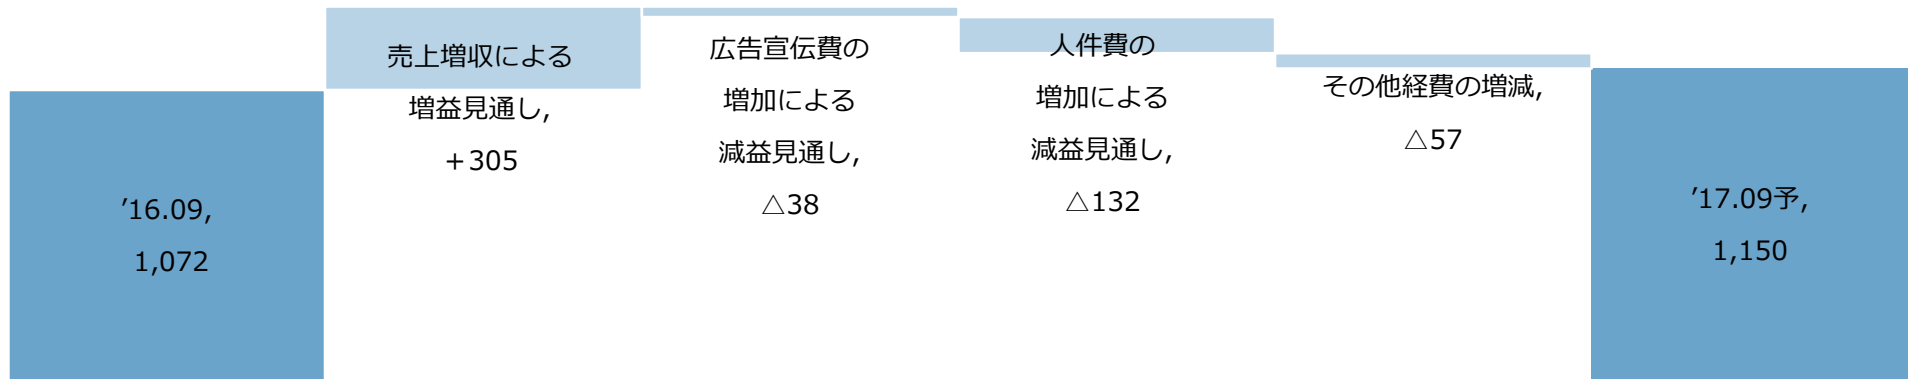 ’16.09,
1,072
売上増収による
増益見通し,
＋305
広告宣伝費の
増加による
減益見通し,
△38
人件費の
増加による
減益見通し,
△132
その他経費の増減,
△57
’17.09予,
1,150